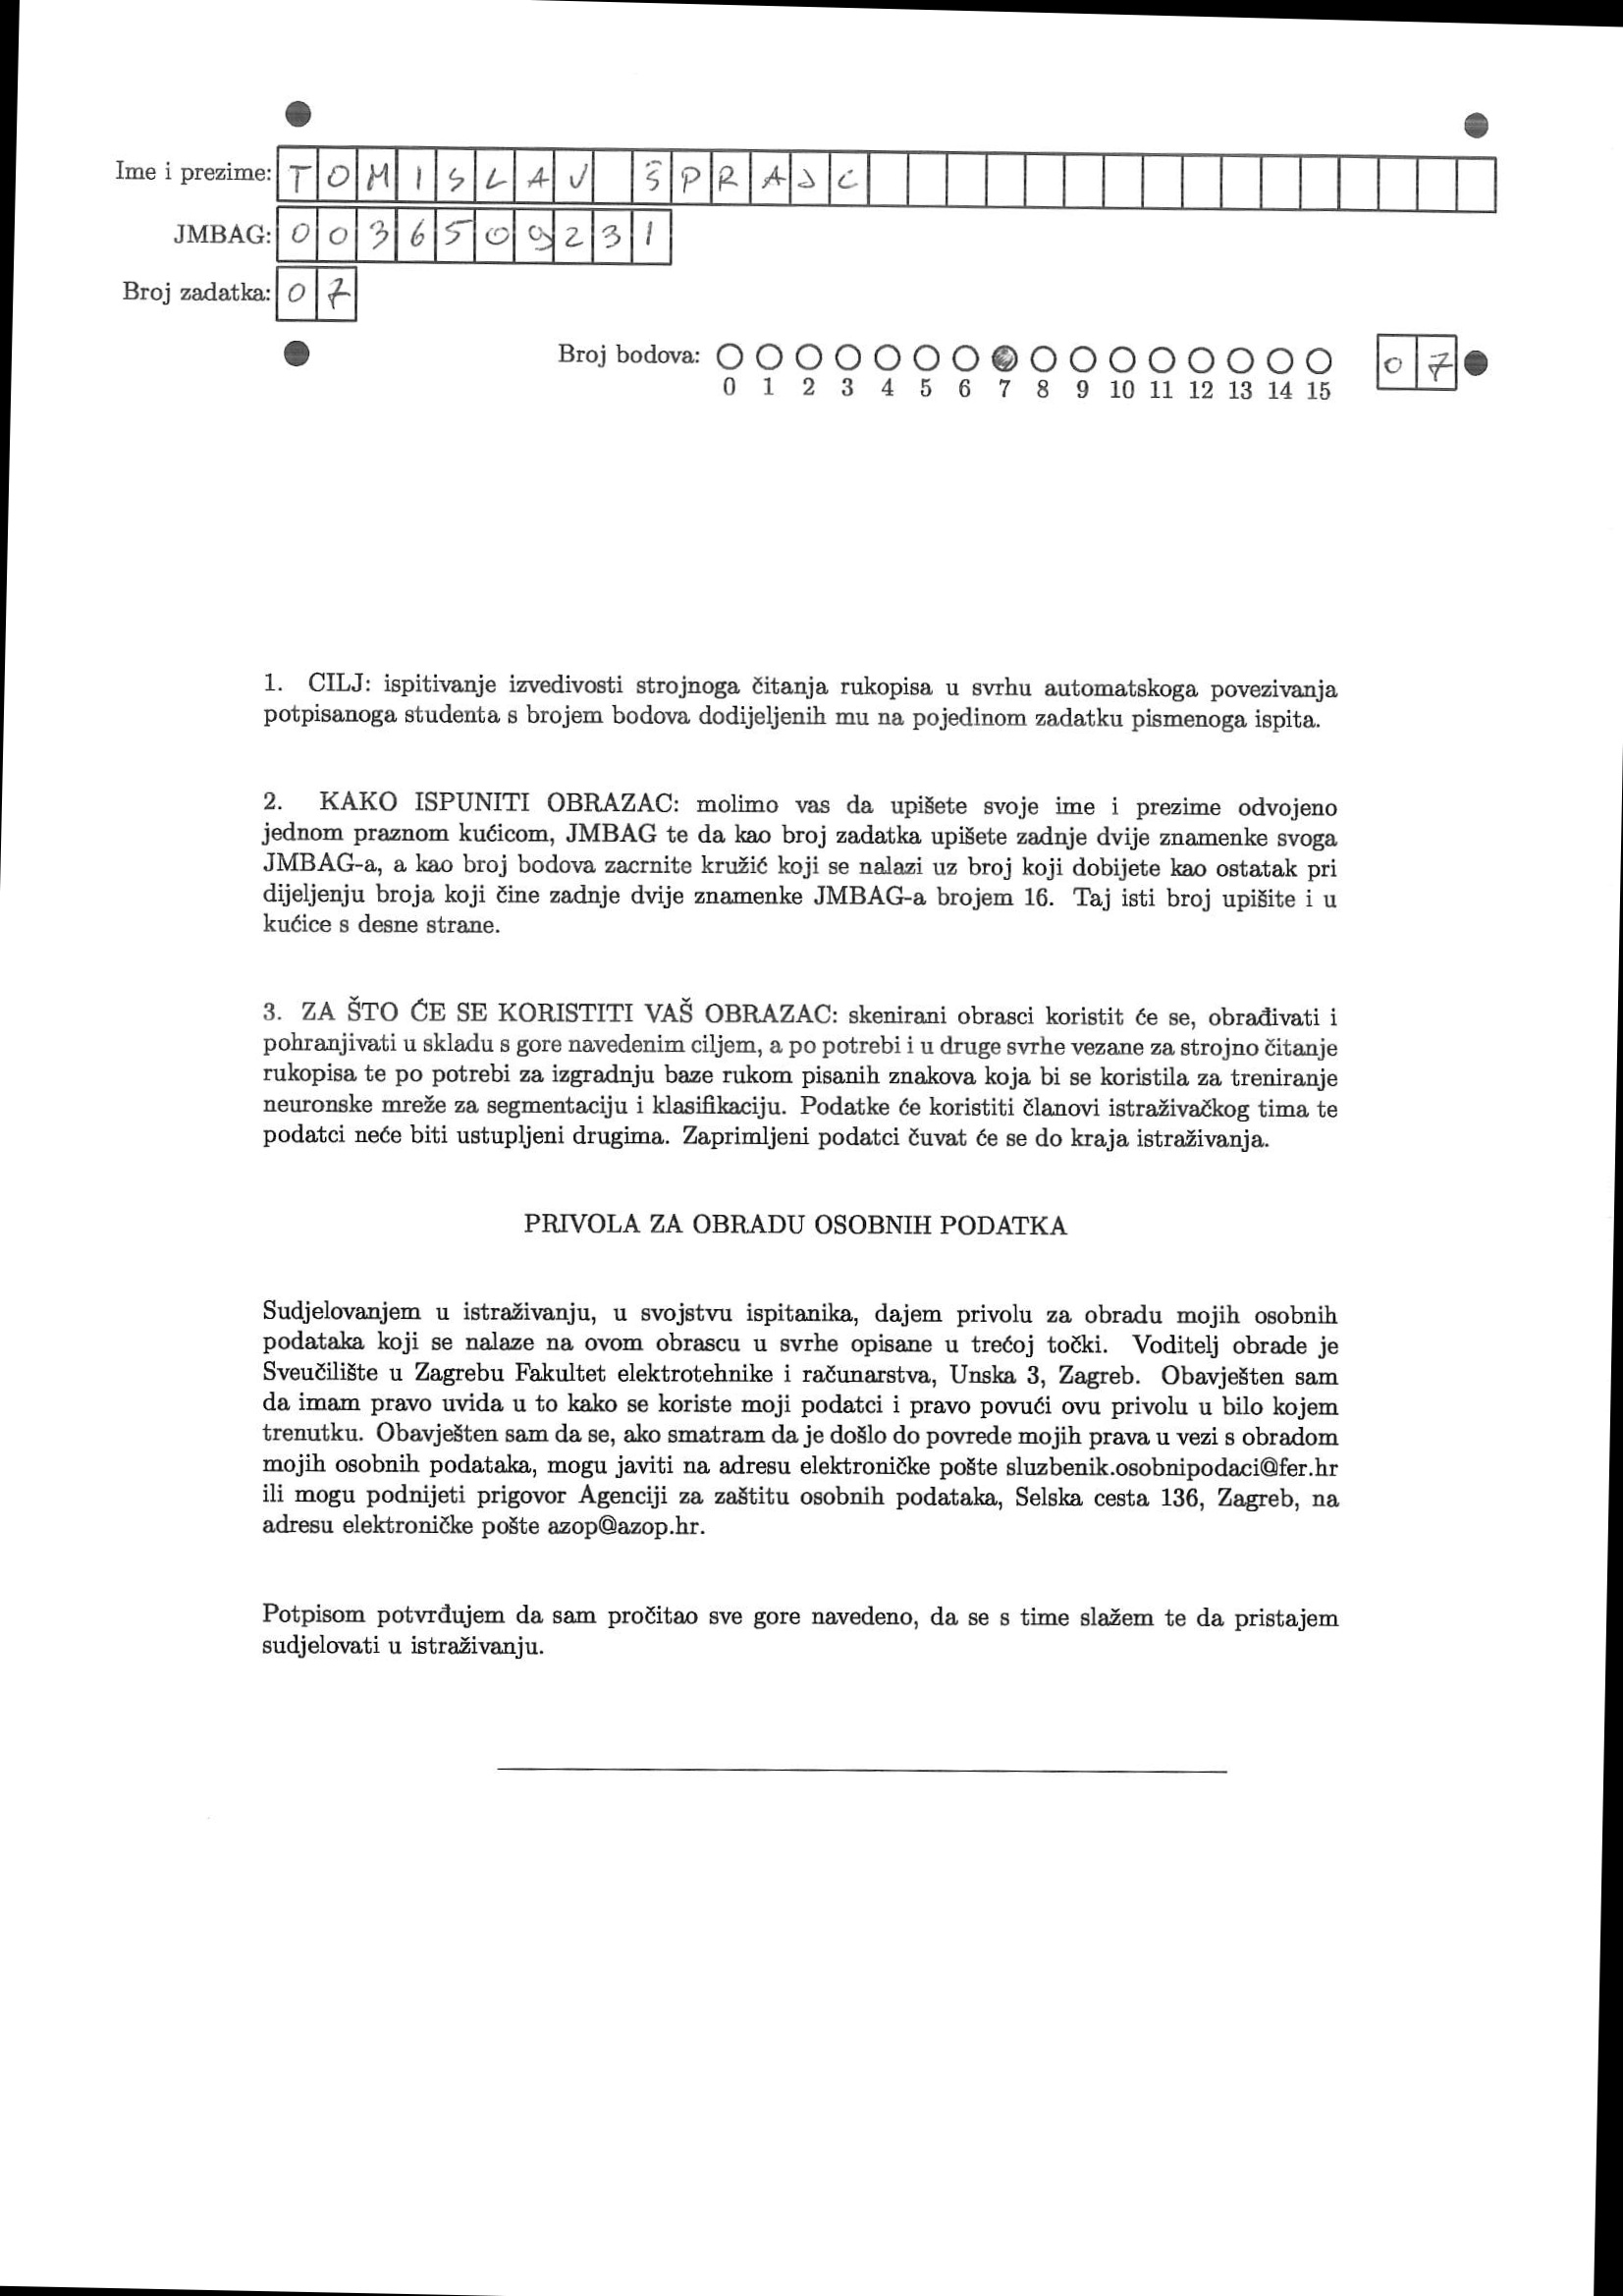 Ime i prezime: TOMISLAV ŠPRAJC
JMBAG: 0036509231
Broj zadatka: 07
Broj bodova: 07
0 1 2 3 4 5 6 7 8 9 10 11 12 13 14 15
1. CILJ: ispitivanje izvedivosti strojnoga čitanja rukopisa u svrhu automatskoga povezivanja
potpisanoga studenta s brojem bodova dodijeljenih mu na pojedinom zadatku pismenoga ispita.
2. KAKO ISPUNITI OBRAZAC: molimo vas da upišete svoje ime i prezime odvojeno
jednom praznom kućicom, JMBAG te da kao broj zadatka upišete zadnje dvije znamenke svoga
JMBAG-a, a kao broj bodova zacrnite kružić koji se nalazi uz broj koji dobijete kao ostatak pri
dijeljenju broja koji čine zadnje dvije znamenke JMBAG-a brojem 16. Taj isti broj upišite i u
kućice s desne strane.
3. ZA ŠTO ĆE SE KORISTITI VAŠ OBRAZAC: skenirani obrasci koristit će se, obrađivati i
pohranjivati u skladu s gore navedenim ciljem, a po potrebi i u druge svrhe vezane za strojno čitanje
rukopisa te po potrebi za izgradnju baze rukom pisanih znakova koja bi se koristila za treniranje
neuronske mreže za segmentaciju i klasifikaciju. Podatke će koristiti članovi istraživačkog tima te
podatci neće biti ustupljeni drugima. Zaprimljeni podatci čuvat će se do kraja istraživanja.
PRIVOLA ZA OBRADU OSOBNIH PODATKA
Sudjelovanjem u istraživanju, u svojstvu ispitanika, dajem privolu za obradu mojih osobnih
podataka koji se nalaze na ovom obrascu u svrhe opisane u trećoj točki. Voditelj obrade je
Sveučilište u Zagrebu Fakultet elektrotehnike i računarstva, Unska 3, Zagreb. Obavješten sam
da imam pravo uvida u to kako se koriste moji podatci i pravo povući ovu privolu u bilo kojem
trenutku. Obavješten sam da se, ako smatram da je došlo do povrede mojih prava u vezi s obradom
mojih osobnih podataka, mogu javiti na adresu elektroničke pošte sluzbenik.osobnipodaci@fer.hr
ili mogu podnijeti prigovor Agenciji za zaštitu osobnih podataka, Selska cesta 136, Zagreb, na
adresu elektroničke pošte azop@azop.hr.
Potpisom potvrđujem da sam pročitao sve gore navedeno, da se s time slažem te da pristajem
sudjelovati u istraživanju.